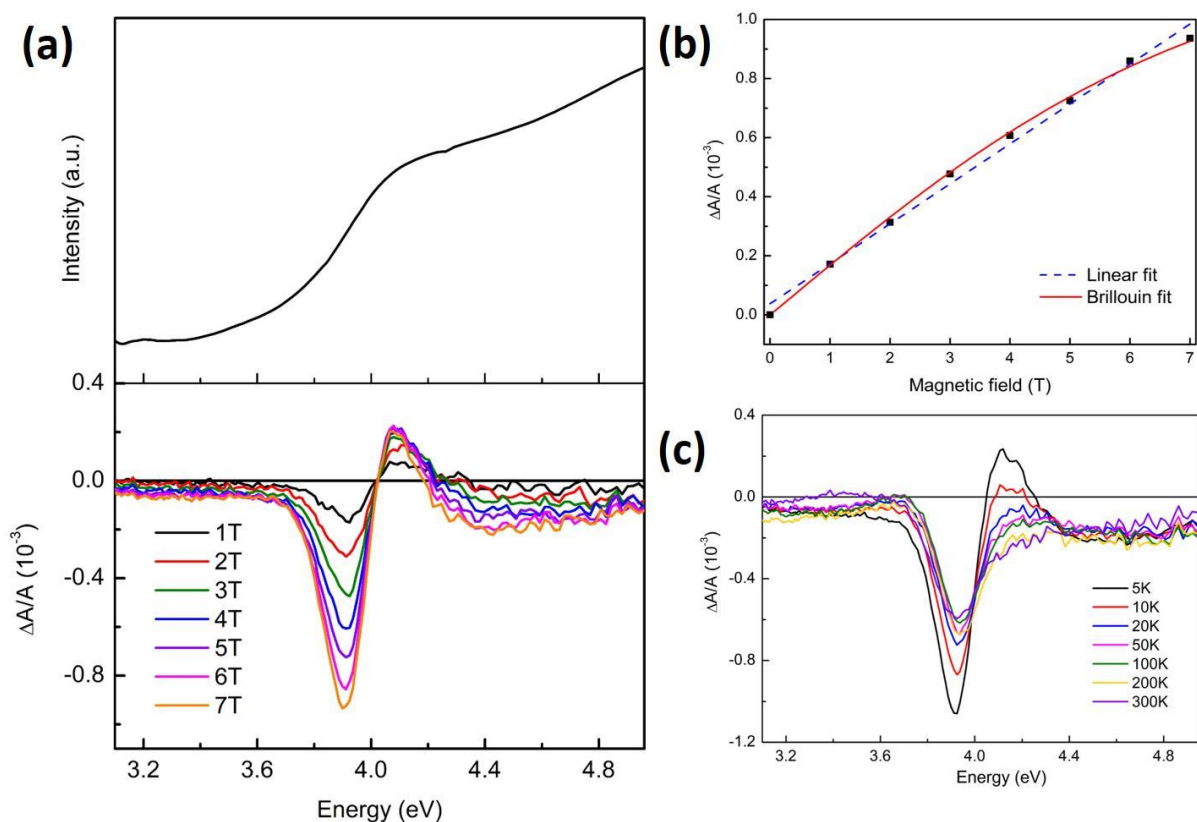 (a)
Intensity (a.u.)
0.4
0.0
-0.4
-0.8
ΔA/A (10⁻³)
1T
2T
3T
4T
5T
6T
7T
3.2 3.6 4.0 4.4 4.8
Energy (eV)
(b)
1.0
0.8
0.6
0.4
0.2
0.0
ΔA/A (10⁻³)
Linear fit
Brillouin fit
0 1 2 3 4 5 6 7
Magnetic field (T)
(c)
0.4
0.0
-0.4
-0.8
-1.2
ΔA/A (10⁻³)
5K
10K
20K
50K
100K
200K
300K
3.2 3.6 4.0 4.4 4.8
Energy (eV)